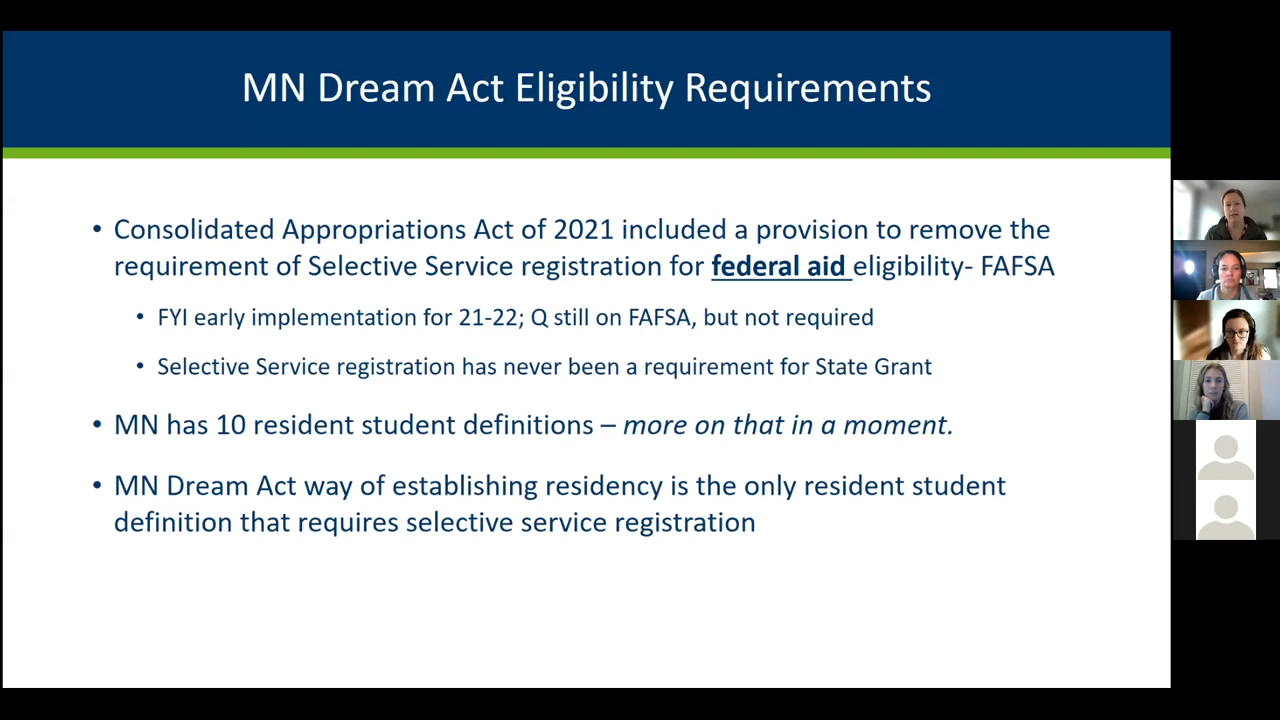 MN Dream Act Eligibility Requirements
• Consolidated Appropriations Act of 2021 included a provision to remove the
requirement of Selective Service registration for federal aid eligibility- FAFSA
• FYI early implementation for 21-22; Q still on FAFSA, but not required
• Selective Service registration has never been a requirement for State Grant
• MN has 10 resident student definitions – more on that in a moment.
• MN Dream Act way of establishing residency is the only resident student
definition that requires selective service registration